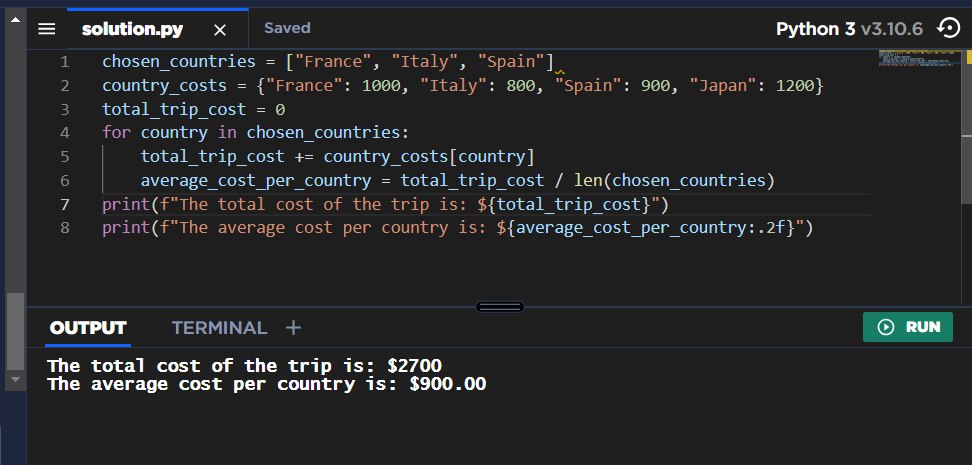 solution.py × Saved Python 3 v3.10.6
1 chosen_countries = ["France", "Italy", "Spain"]
2 country_costs = {"France": 1000, "Italy": 800, "Spain": 900, "Japan": 1200}
3 total_trip_cost = 0
4 for country in chosen_countries:
5     total_trip_cost += country_costs[country]
6     average_cost_per_country = total_trip_cost / len(chosen_countries)
7 print(f"The total cost of the trip is: ${total_trip_cost}")
8 print(f"The average cost per country is: ${average_cost_per_country:.2f}")
OUTPUT TERMINAL + RUN
The total cost of the trip is: $2700
The average cost per country is: $900.00